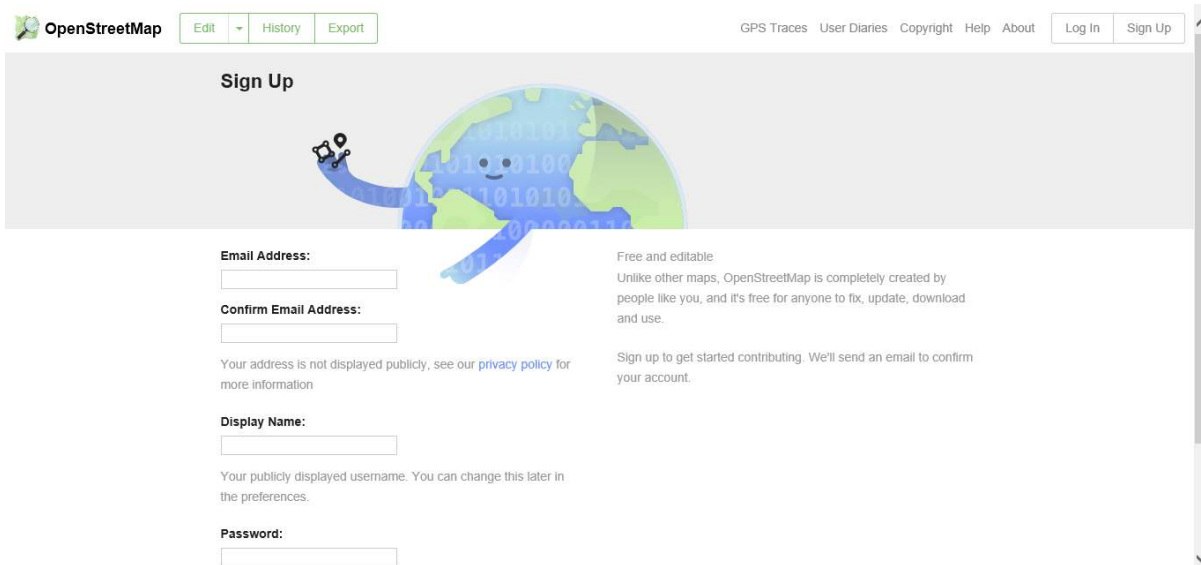 OpenStreetMap Edit History Export GPS Traces User Diaries Copyright Help About Log In Sign Up
Sign Up
Email Address:
Confirm Email Address:
Your address is not displayed publicly, see our privacy policy for
more information
Display Name:
Your publicly displayed username. You can change this later in
the preferences.
Password:
Free and editable
Unlike other maps, OpenStreetMap is completely created by
people like you, and it's free for anyone to fix, update, download
and use.
Sign up to get started contributing. We'll send an email to confirm
your account.